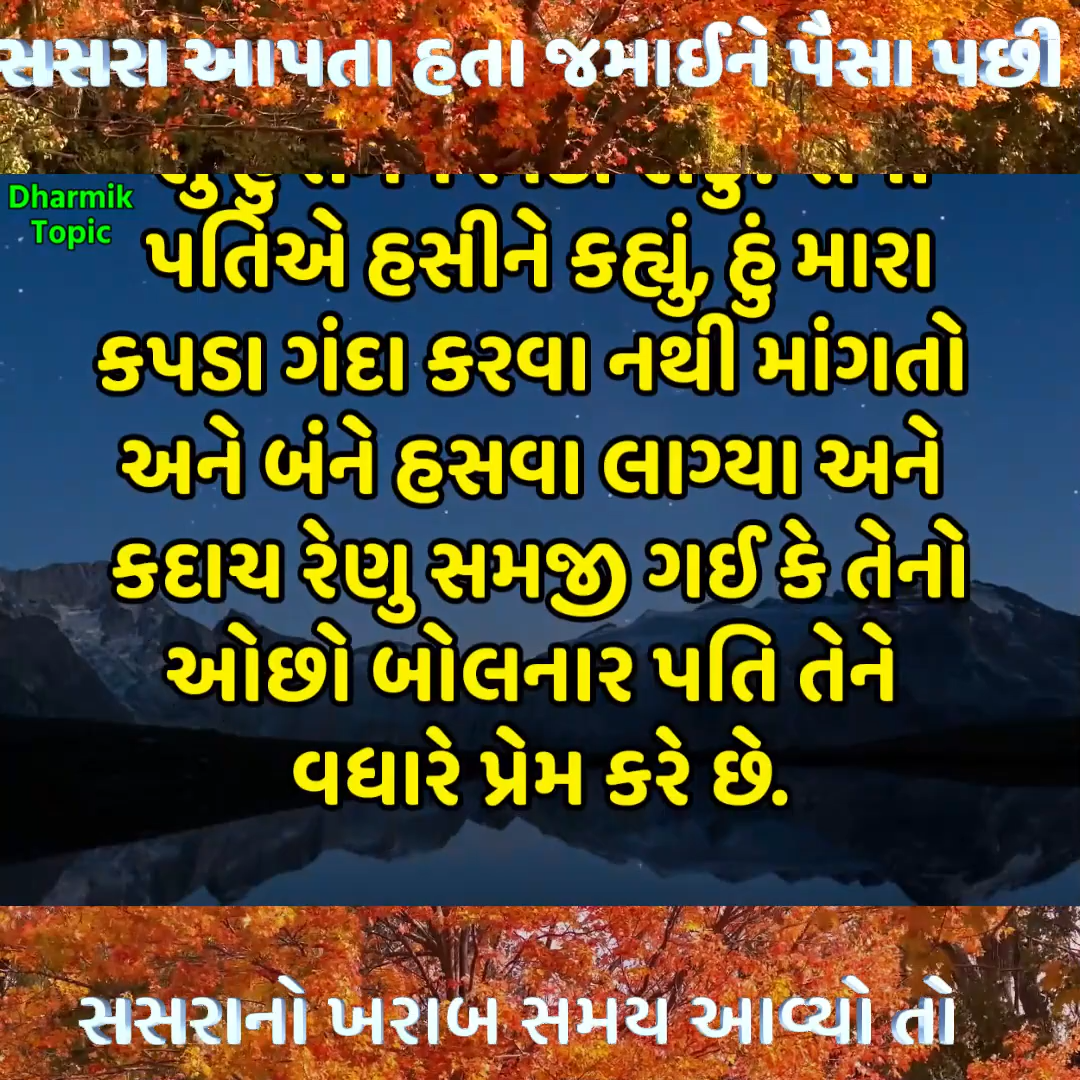 સસરા આપતા હતા જમાઈને પૈસા પછી
Dharmik
Topic
પતિએ હસીને કહ્યું, હું મારા
કપડા ગંદા કરવા નથી માંગતો
અને બંને હસવા લાગ્યા અને
કદાચ રેણુ સમજી ગઈ કે તેનો
ઓછો બોલનાર પતિ તેને
વધારે પ્રેમ કરે છે.
સસરાનો ખરાબ સમય આવ્યો તો